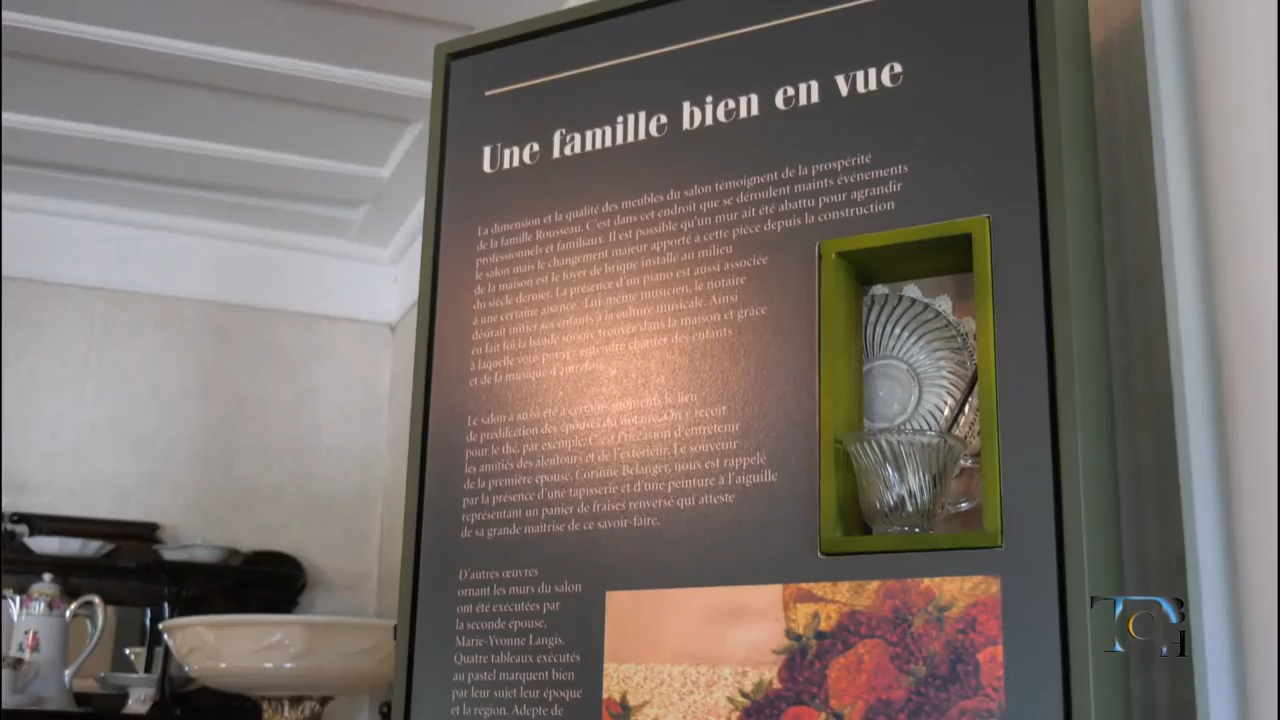 Une famille bien en vue
La dimension et la qualité des meubles du salon témoignent de la prospérité
de la famille Rousseau. C'est dans cet endroit que se déroulent maints événements
professionnels et familiaux. Il est possible qu'un mur ait été abattu pour agrandir
le salon mais le changement majeur apporté à cette pièce depuis la construction
de la maison est le foyer de brique installé au milieu
du siècle dernier. La présence d'un piano est aussi associée
à une certaine aisance. Lui-même musicien, le notaire
désirait initier ses enfants à la culture musicale. Ainsi
en fait foi la bande sonore trouvée dans la maison et grâce
à laquelle vous pouvez entendre chanter des enfants
et de la musique d'autrefois.
Le salon a aussi été à certains moments le lieu
de prédilection des épouses du notaire. On y reçoit
pour le thé, par exemple. C'est l'occasion d'entretenir
les amitiés des alentours et de l'extérieur. Le souvenir
de la première épouse, Corinne Bélanger, nous est rappelé
par la présence d'une tapisserie et d'une peinture à l'aiguille
représentant un panier de fraises renversé qui atteste
de sa grande maîtrise de ce savoir-faire.
D'autres œuvres
ornant les murs du salon
ont été exécutées par
la seconde épouse,
Marie-Yvonne Langis.
Quatre tableaux exécutés
au pastel marquent bien
par leur sujet leur époque
et la région. Adepte de